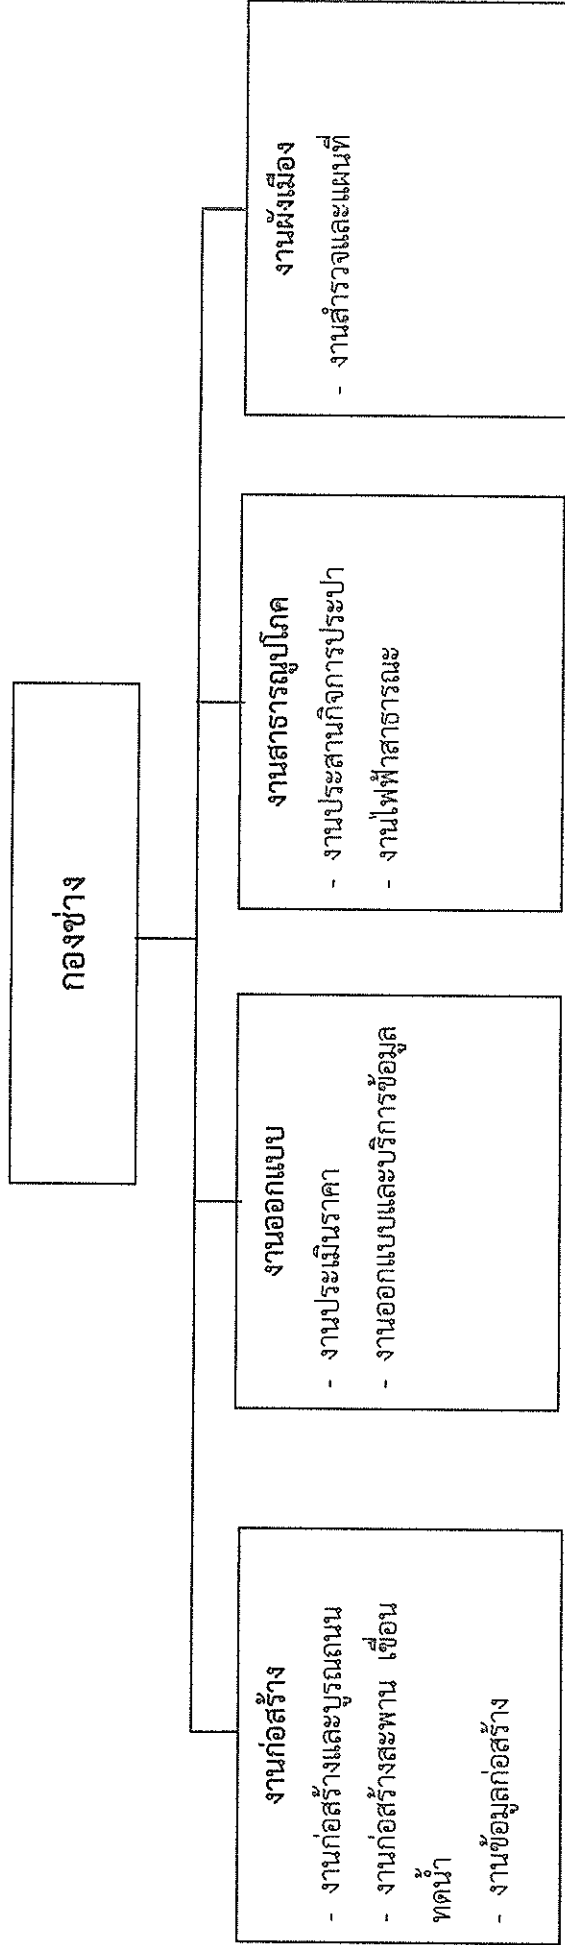 กองช่าง
งานก่อสร้าง
- งานก่อสร้างและบูรณถนน
- งานก่อสร้างสะพาน เขื่อน
ทดน้ำ
- งานข้อมูลก่อสร้าง
งานออกแบบ
- งานประเมินราคา
- งานออกแบบและบริการข้อมูล
งานสาธารณูปโภค
- งานประสานกิจการประปา
- งานไฟฟ้าสาธารณะ
งานผังเมือง
- งานสำรวจและแผนที่